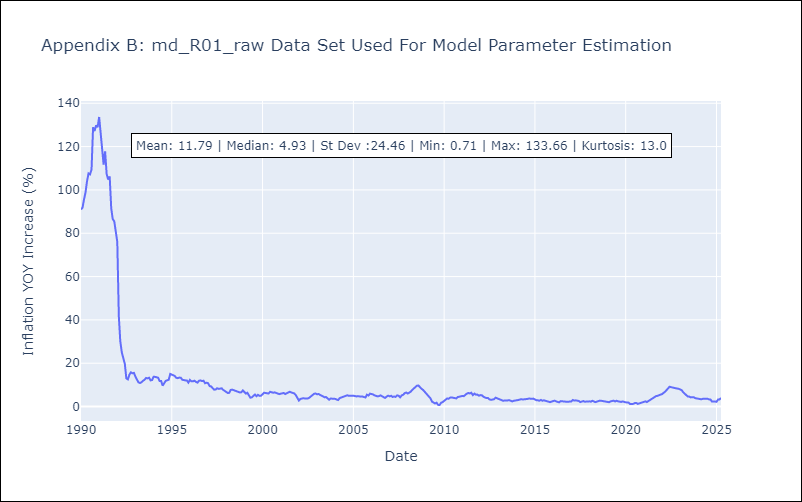 Appendix B: md_R01_raw Data Set Used For Model Parameter Estimation
Mean: 11.79 | Median: 4.93 | St Dev :24.46 | Min: 0.71 | Max: 133.66 | Kurtosis: 13.0
Inflation YOY Increase (%)
140
120
100
80
60
40
20
0
1990 1995 2000 2005 2010 2015 2020 2025
Date